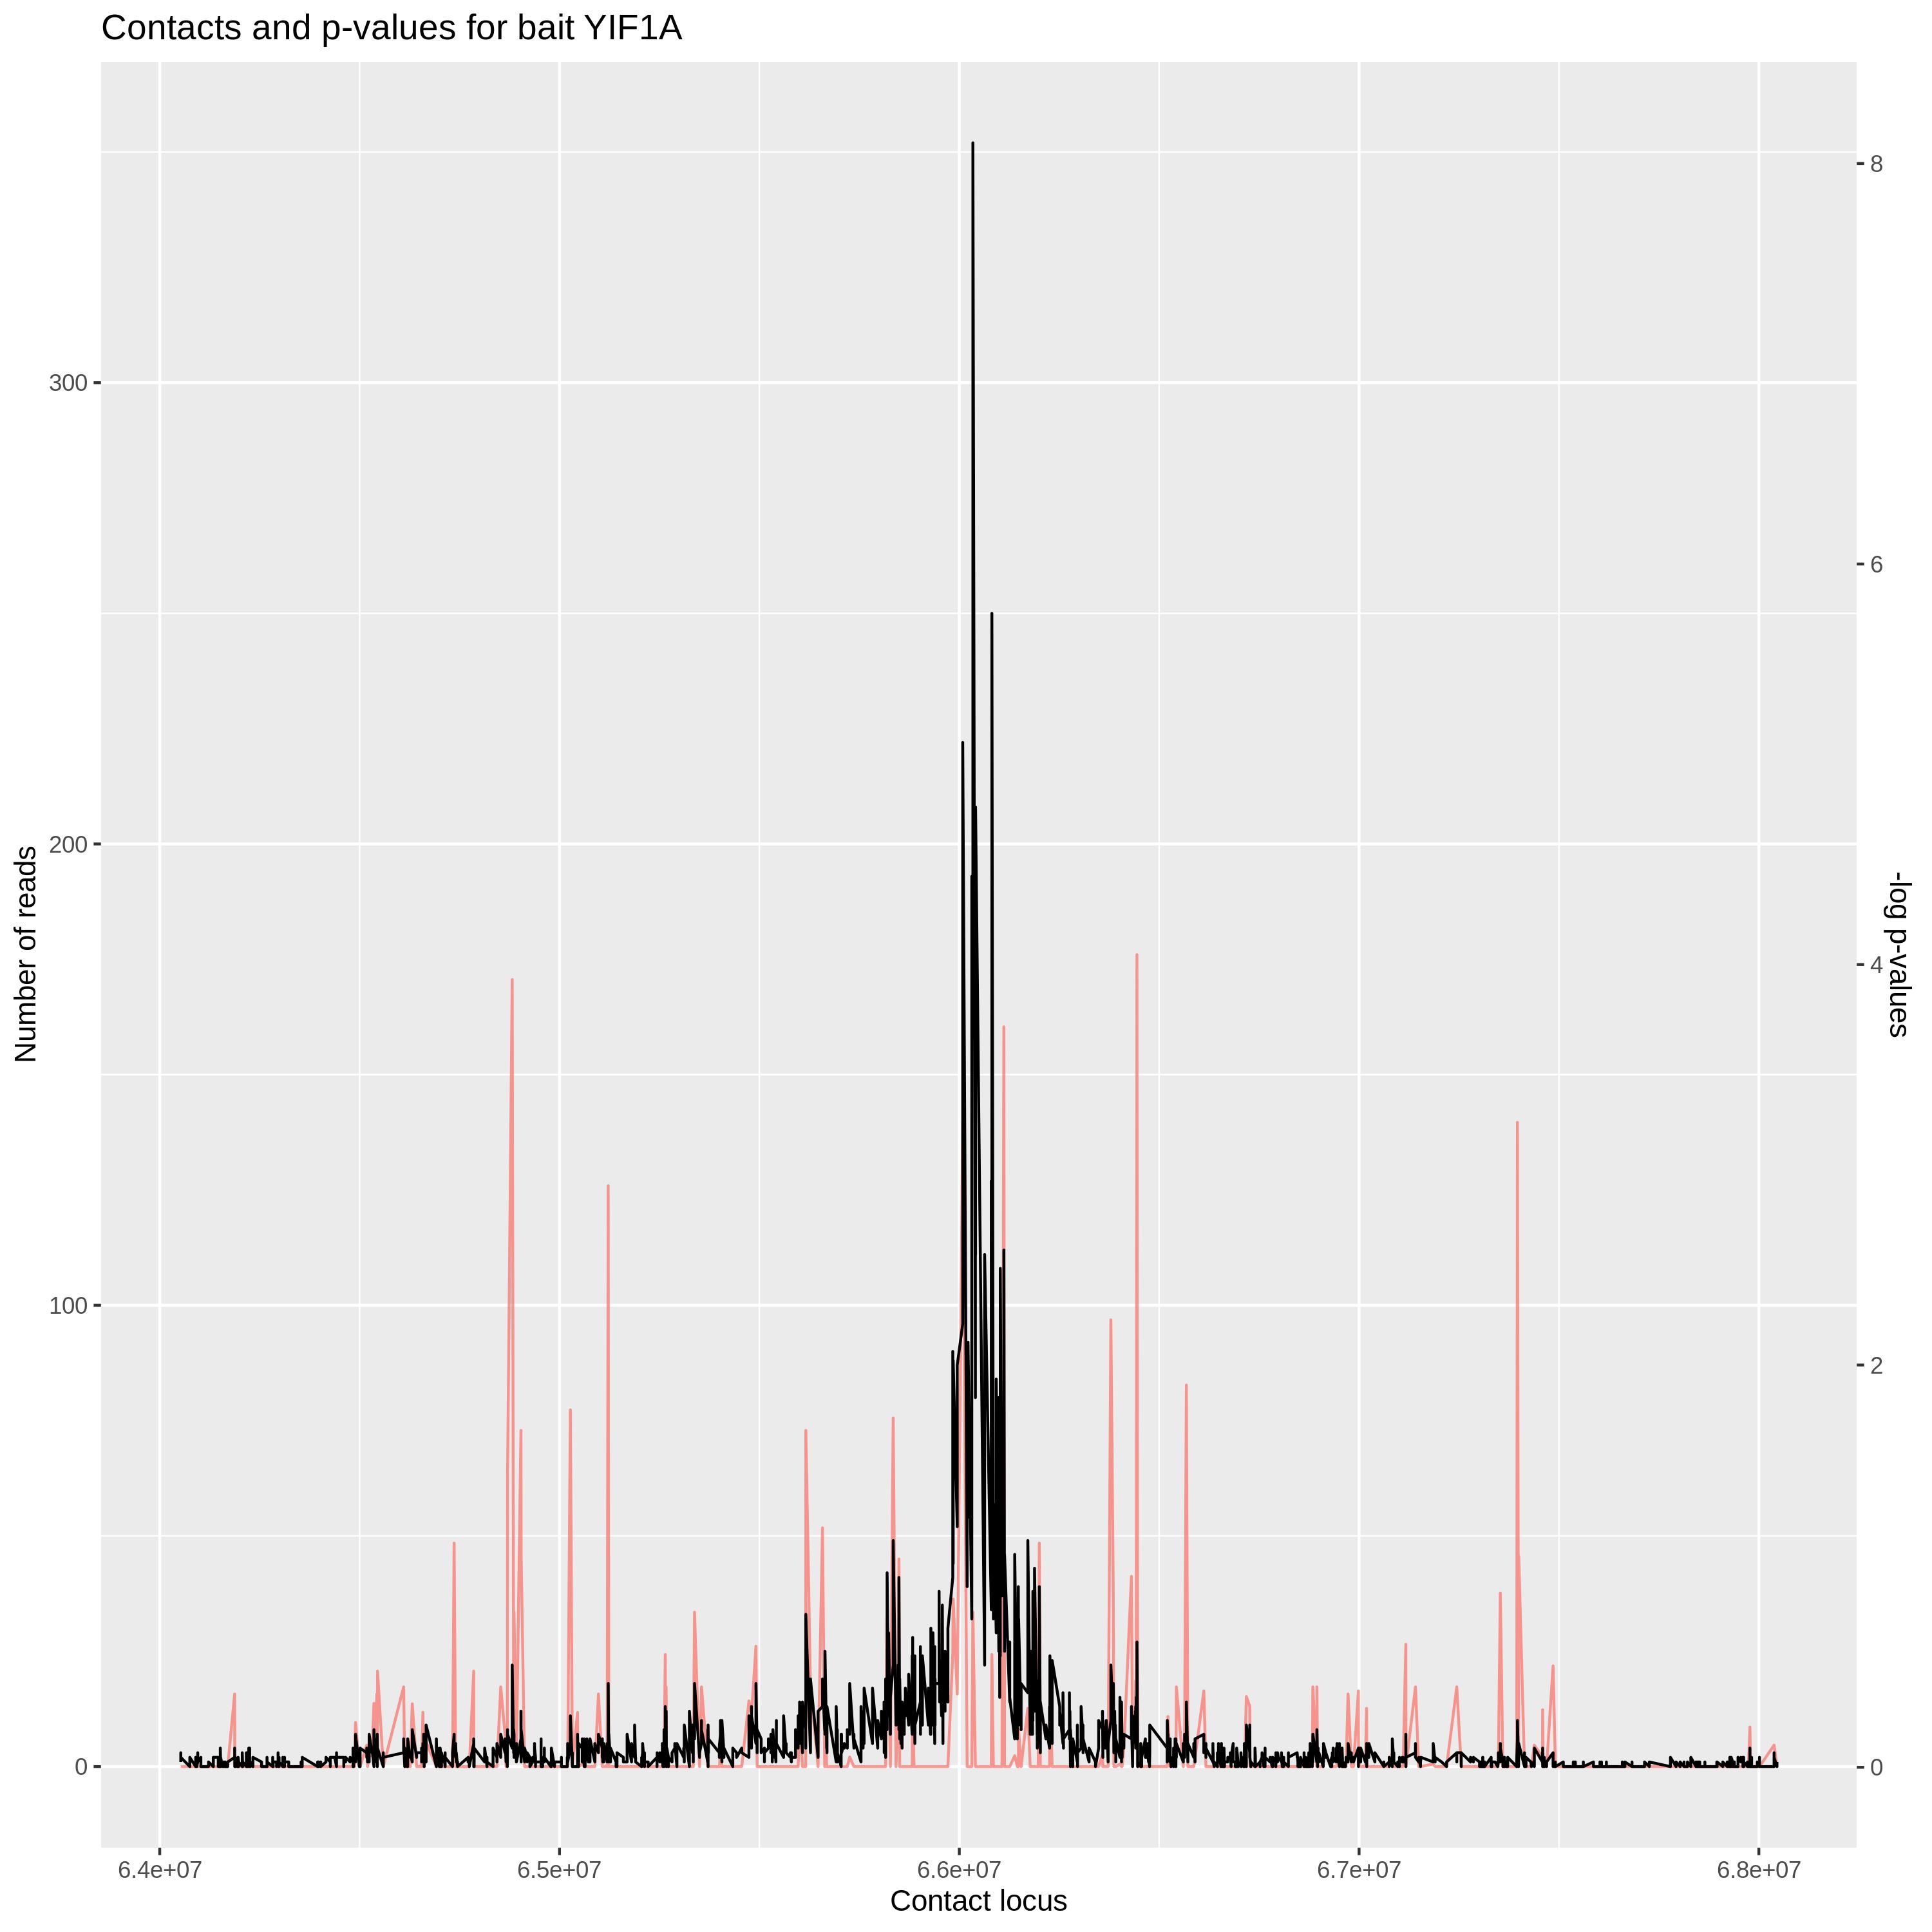 Contacts and p-values for bait YIF1A
300
200
100
0
8
6
4
2
0
Number of reads
-log p-values
6.4e+07 6.5e+07 6.6e+07 6.7e+07 6.8e+07
Contact locus